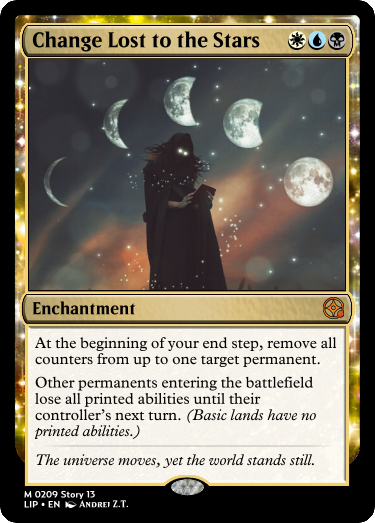 Change Lost to the Stars
Enchantment
At the beginning of your end step, remove all
counters from up to one target permanent.
Other permanents entering the battlefield
lose all printed abilities until their
controller's next turn. (Basic lands have no
printed abilities.)
The universe moves, yet the world stands still.
M 0209 Story 13
LIP • EN Andrei Z.T.